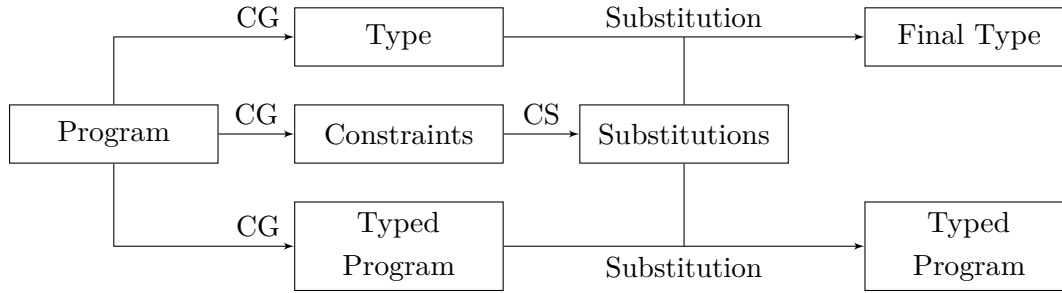 CG
Type
Substitution
Final Type
Program
CG
Constraints
CS
Substitutions
CG
Typed
Program
Substitution
Typed
Program